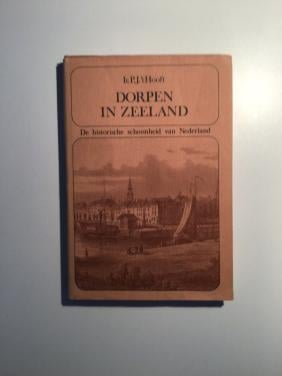 Ir. P.J. 't Hooft
DORPEN
IN ZEELAND
De historische schoonheid van Nederland